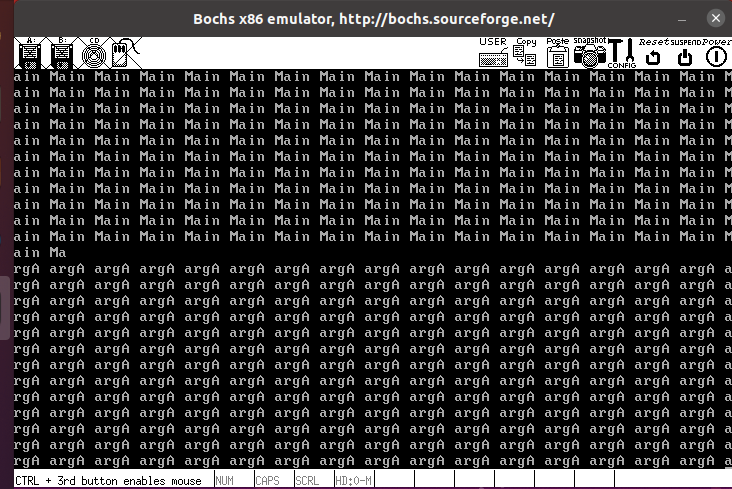 Bochs x86 emulator, http://bochs.sourceforge.net/
A: B: CD USER Copy Paste snapshot CONFIG Reset SUSPEND Power
ain Main Main Main Main Main Main Main Main Main Main Main Main Main Main Main M
ain Main Main Main Main Main Main Main Main Main Main Main Main Main Main Main M
ain Main Main Main Main Main Main Main Main Main Main Main Main Main Main Main M
ain Main Main Main Main Main Main Main Main Main Main Main Main Main Main Main M
ain Main Main Main Main Main Main Main Main Main Main Main Main Main Main Main M
ain Main Main Main Main Main Main Main Main Main Main Main Main Main Main Main M
ain Main Main Main Main Main Main Main Main Main Main Main Main Main Main Main M
ain Main Main Main Main Main Main Main Main Main Main Main Main Main Main Main M
ain Main Main Main Main Main Main Main Main Main Main Main Main Main Main Main M
ain Main Main Main Main Main Main Main Main Main Main Main Main Main Main Main M
ain Main Main Main Main Main Main Main Main Main Main Main Main Main Main Main M
ain Ma
rgA argA argA argA argA argA argA argA argA argA argA argA argA argA argA argA a
rgA argA argA argA argA argA argA argA argA argA argA argA argA argA argA argA a
rgA argA argA argA argA argA argA argA argA argA argA argA argA argA argA argA a
rgA argA argA argA argA argA argA argA argA argA argA argA argA argA argA argA a
rgA argA argA argA argA argA argA argA argA argA argA argA argA argA argA argA a
rgA argA argA argA argA argA argA argA argA argA argA argA argA argA argA argA a
rgA argA argA argA argA argA argA argA argA argA argA argA argA argA argA argA a
rgA argA argA argA argA argA argA argA argA argA argA argA argA argA argA argA a
rgA argA argA argA argA argA argA argA argA argA argA argA argA argA argA argA a
rgA argA argA argA argA argA argA argA argA argA argA argA argA argA argA argA a
rgA argA argA argA argA argA argA argA argA argA argA argA argA argA argA argA a
rgA argA argA argA argA argA argA argA argA argA argA argA argA argA argA argA a
rgA argA argA argA argA argA argA argA argA argA argA argA argA argA argA argA a
CTRL + 3rd button enables mouse NUM CAPS SCRL HD:0-M